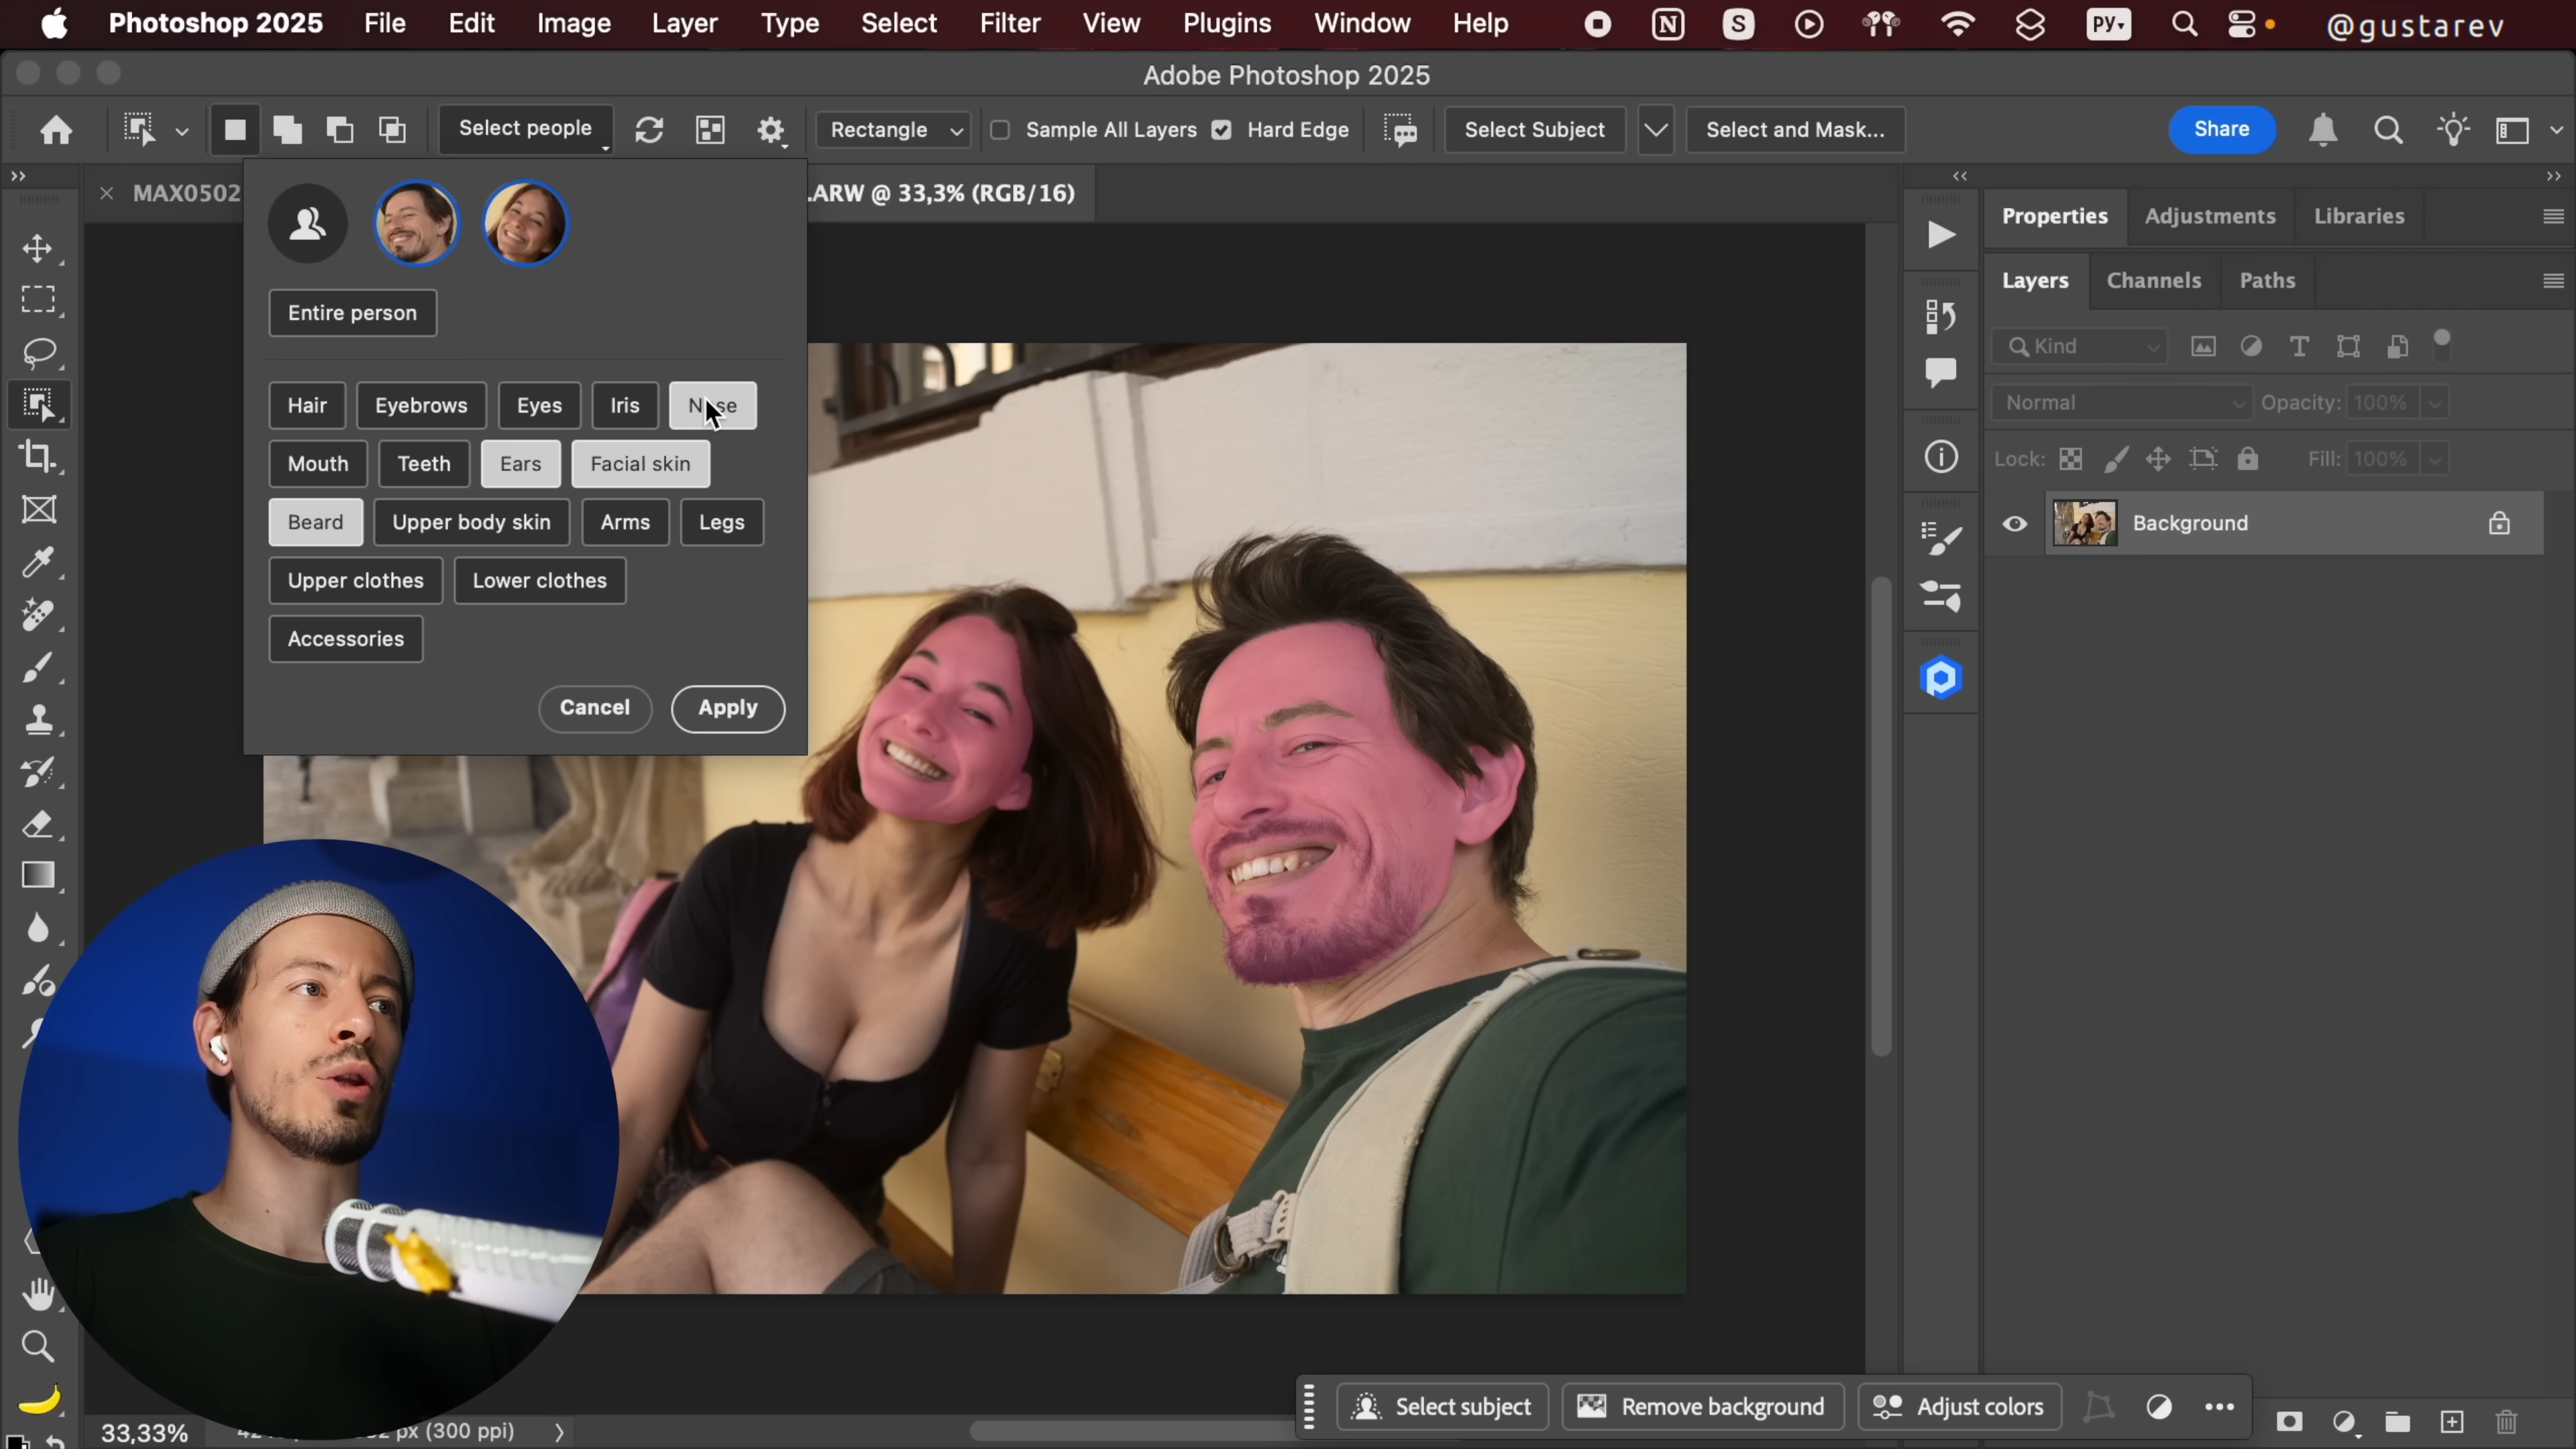 Photoshop 2025 File Edit Image Layer Type Select Filter View Plugins Window Help N S РУ @gustarev
Adobe Photoshop 2025
Select people Rectangle Sample All Layers Hard Edge Select Subject Select and Mask... Share
MAX0502 .ARW @ 33,3% (RGB/16)
Properties Adjustments Libraries
Layers Channels Paths
Entire person
Kind
Hair Eyebrows Eyes Iris Nose
Normal Opacity: 100%
Mouth Teeth Ears Facial skin
Lock: Fill: 100%
Beard Upper body skin Arms Legs
Background
Upper clothes Lower clothes
Accessories
Cancel Apply
Select subject Remove background Adjust colors
33,33% px (300 ppi)